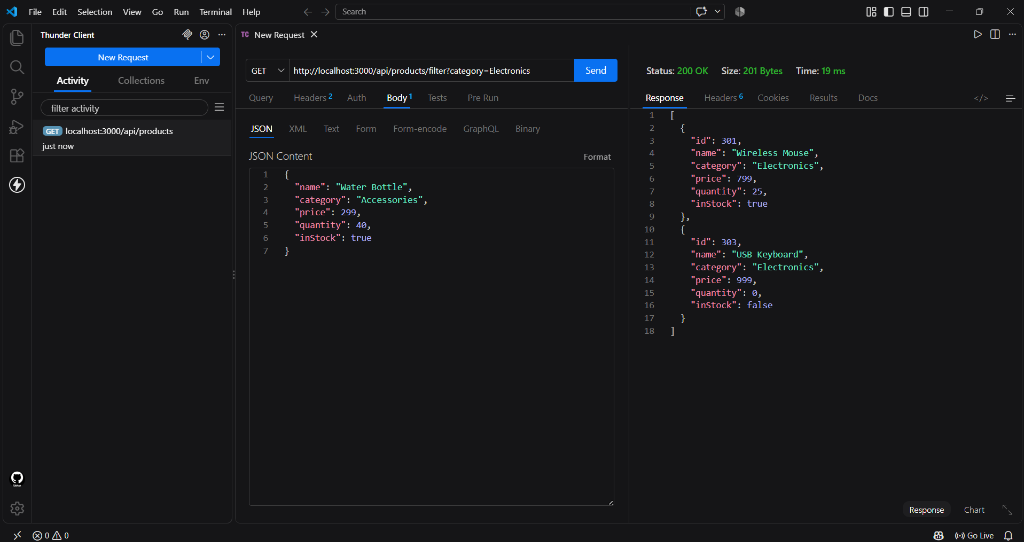 File Edit Selection View Go Run Terminal Help Search
Thunder Client
New Request
Activity Collections Env
filter activity
GET localhost:3000/api/products
just now
TC New Request
GET http://localhost:3000/api/products/filter?category=Electronics Send
Query Headers 2 Auth Body 1 Tests Pre Run
JSON XML Text Form Form-encode GraphQL Binary
JSON Content Format
1 {
2 "name": "Water Bottle",
3 "category": "Accessories",
4 "price": 299,
5 "quantity": 40,
6 "inStock": true
7 }
Status: 200 OK Size: 201 Bytes Time: 19 ms
Response Headers 6 Cookies Results Docs </>
1 [
2 {
3 "id": 301,
4 "name": "Wireless Mouse",
5 "category": "Electronics",
6 "price": 799,
7 "quantity": 25,
8 "inStock": true
9 },
10 {
11 "id": 303,
12 "name": "USB Keyboard",
13 "category": "Electronics",
14 "price": 999,
15 "quantity": 0,
16 "inStock": false
17 }
18 ]
Response Chart
0 0 Go Live